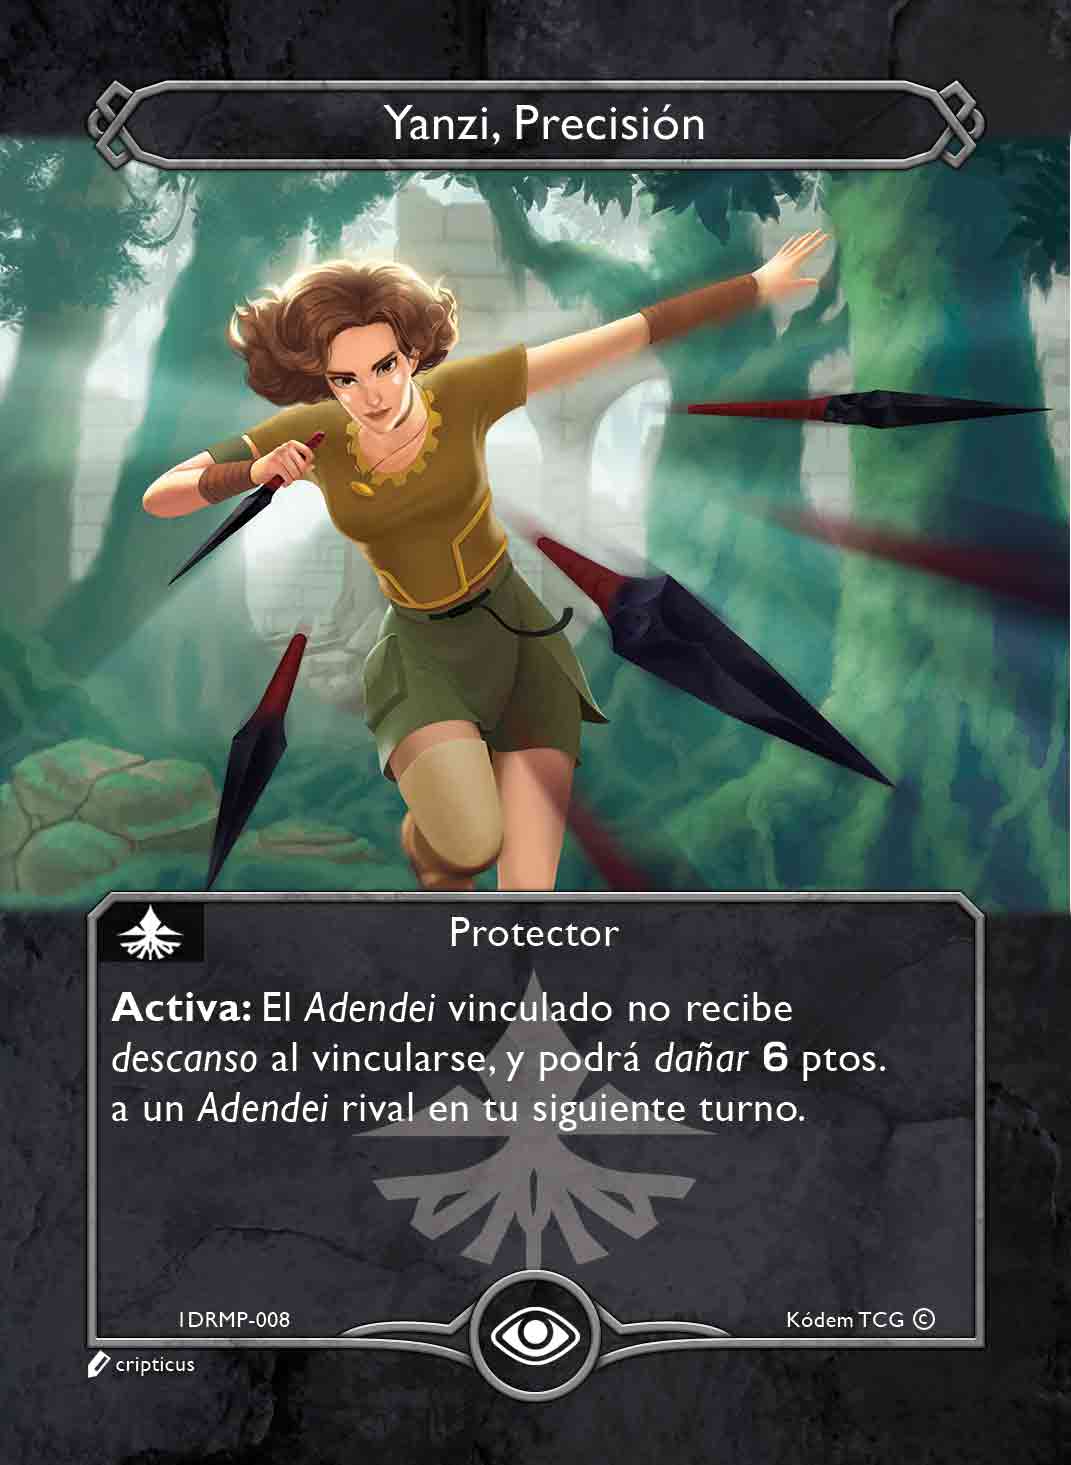 Yanzi, Precisión
Protector
Activa: El Adendei vinculado no recibe
descanso al vincularse, y podrá dañar 6 ptos.
a un Adendei rival en tu siguiente turno.
1DRMP-008
Kódem TCG ©
cripticus